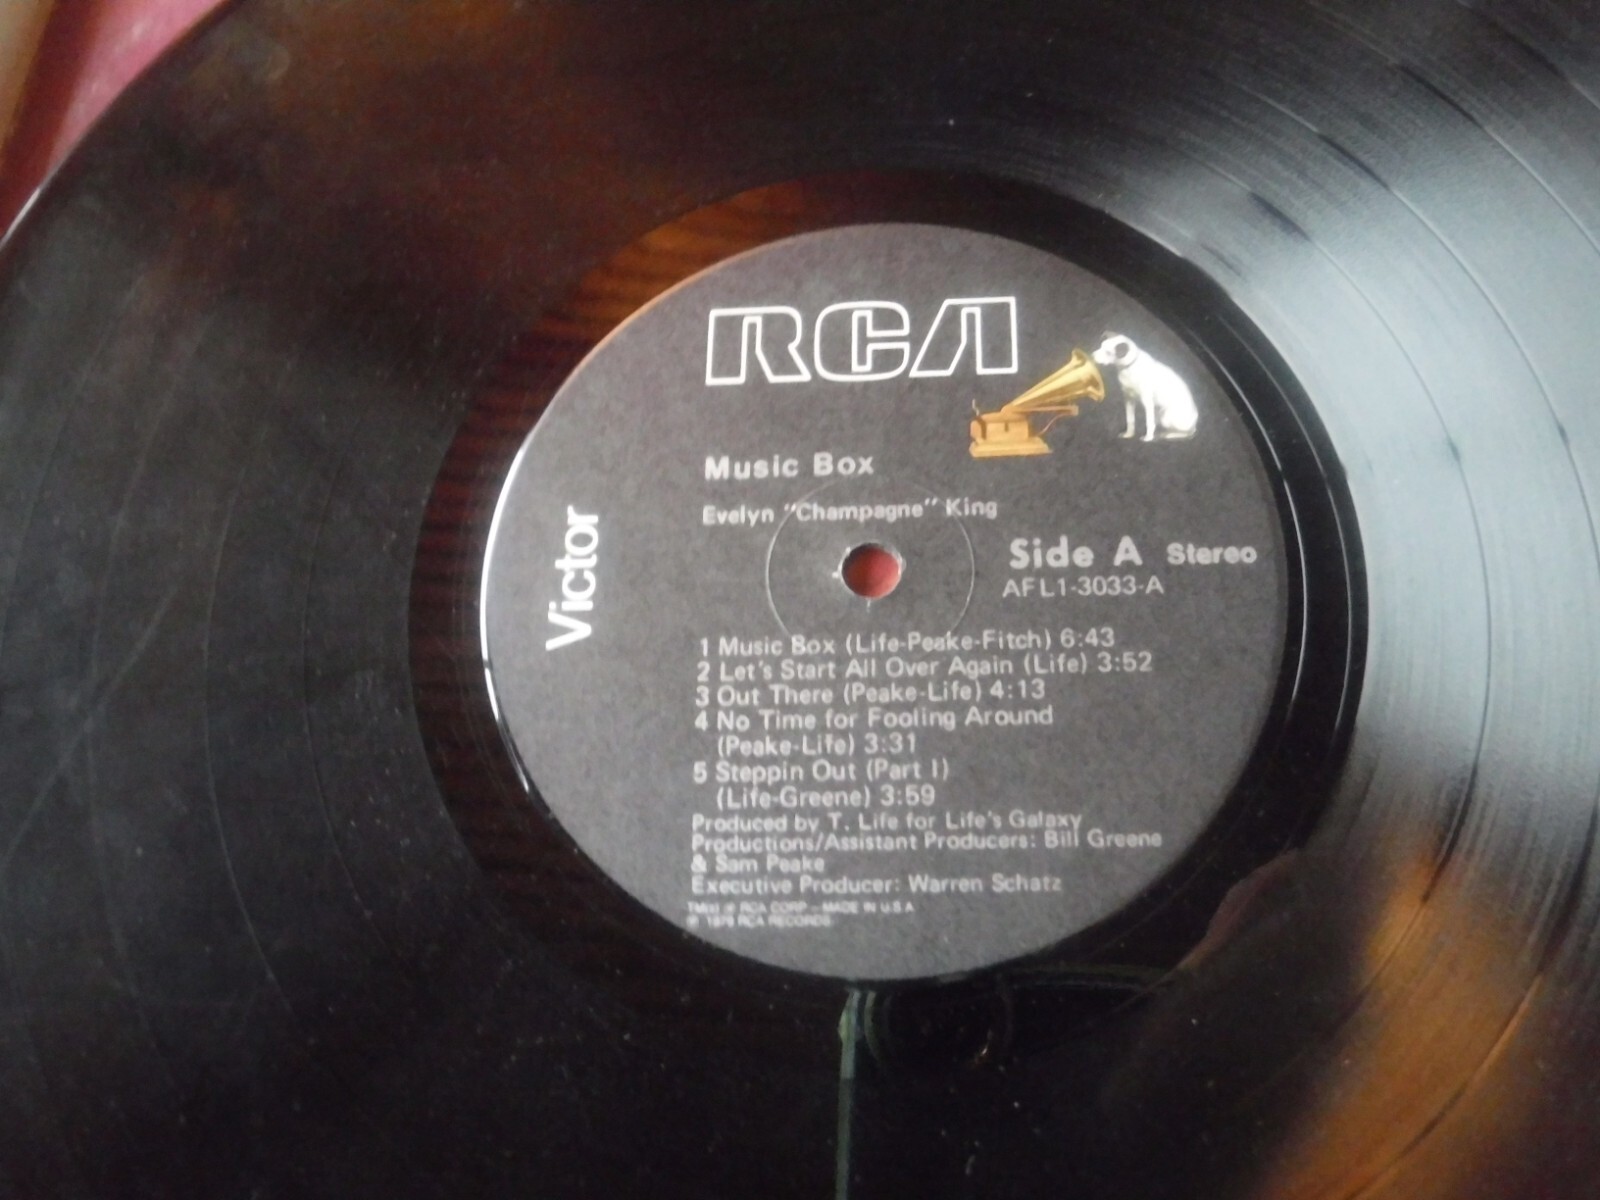 RCA
Music Box
Evelyn "Champagne" King
Victor
Side A Stereo
AFL1-3033-A
1 Music Box (Life-Peake-Fitch) 6:43
2 Let's Start All Over Again (Life) 3:52
3 Out There (Peake-Life) 4:13
4 No Time for Fooling Around
(Peake-Life) 3:31
5 Steppin Out (Part I)
(Life-Greene) 3:59
Produced by T. Life for Life's Galaxy
Productions/Assistant Producers: Bill Greene
& Sam Peake
Executive Producer: Warren Schatz
TM(s) ® RCA CORP – MADE IN U.S.A
℗ 1979 RCA RECORDS